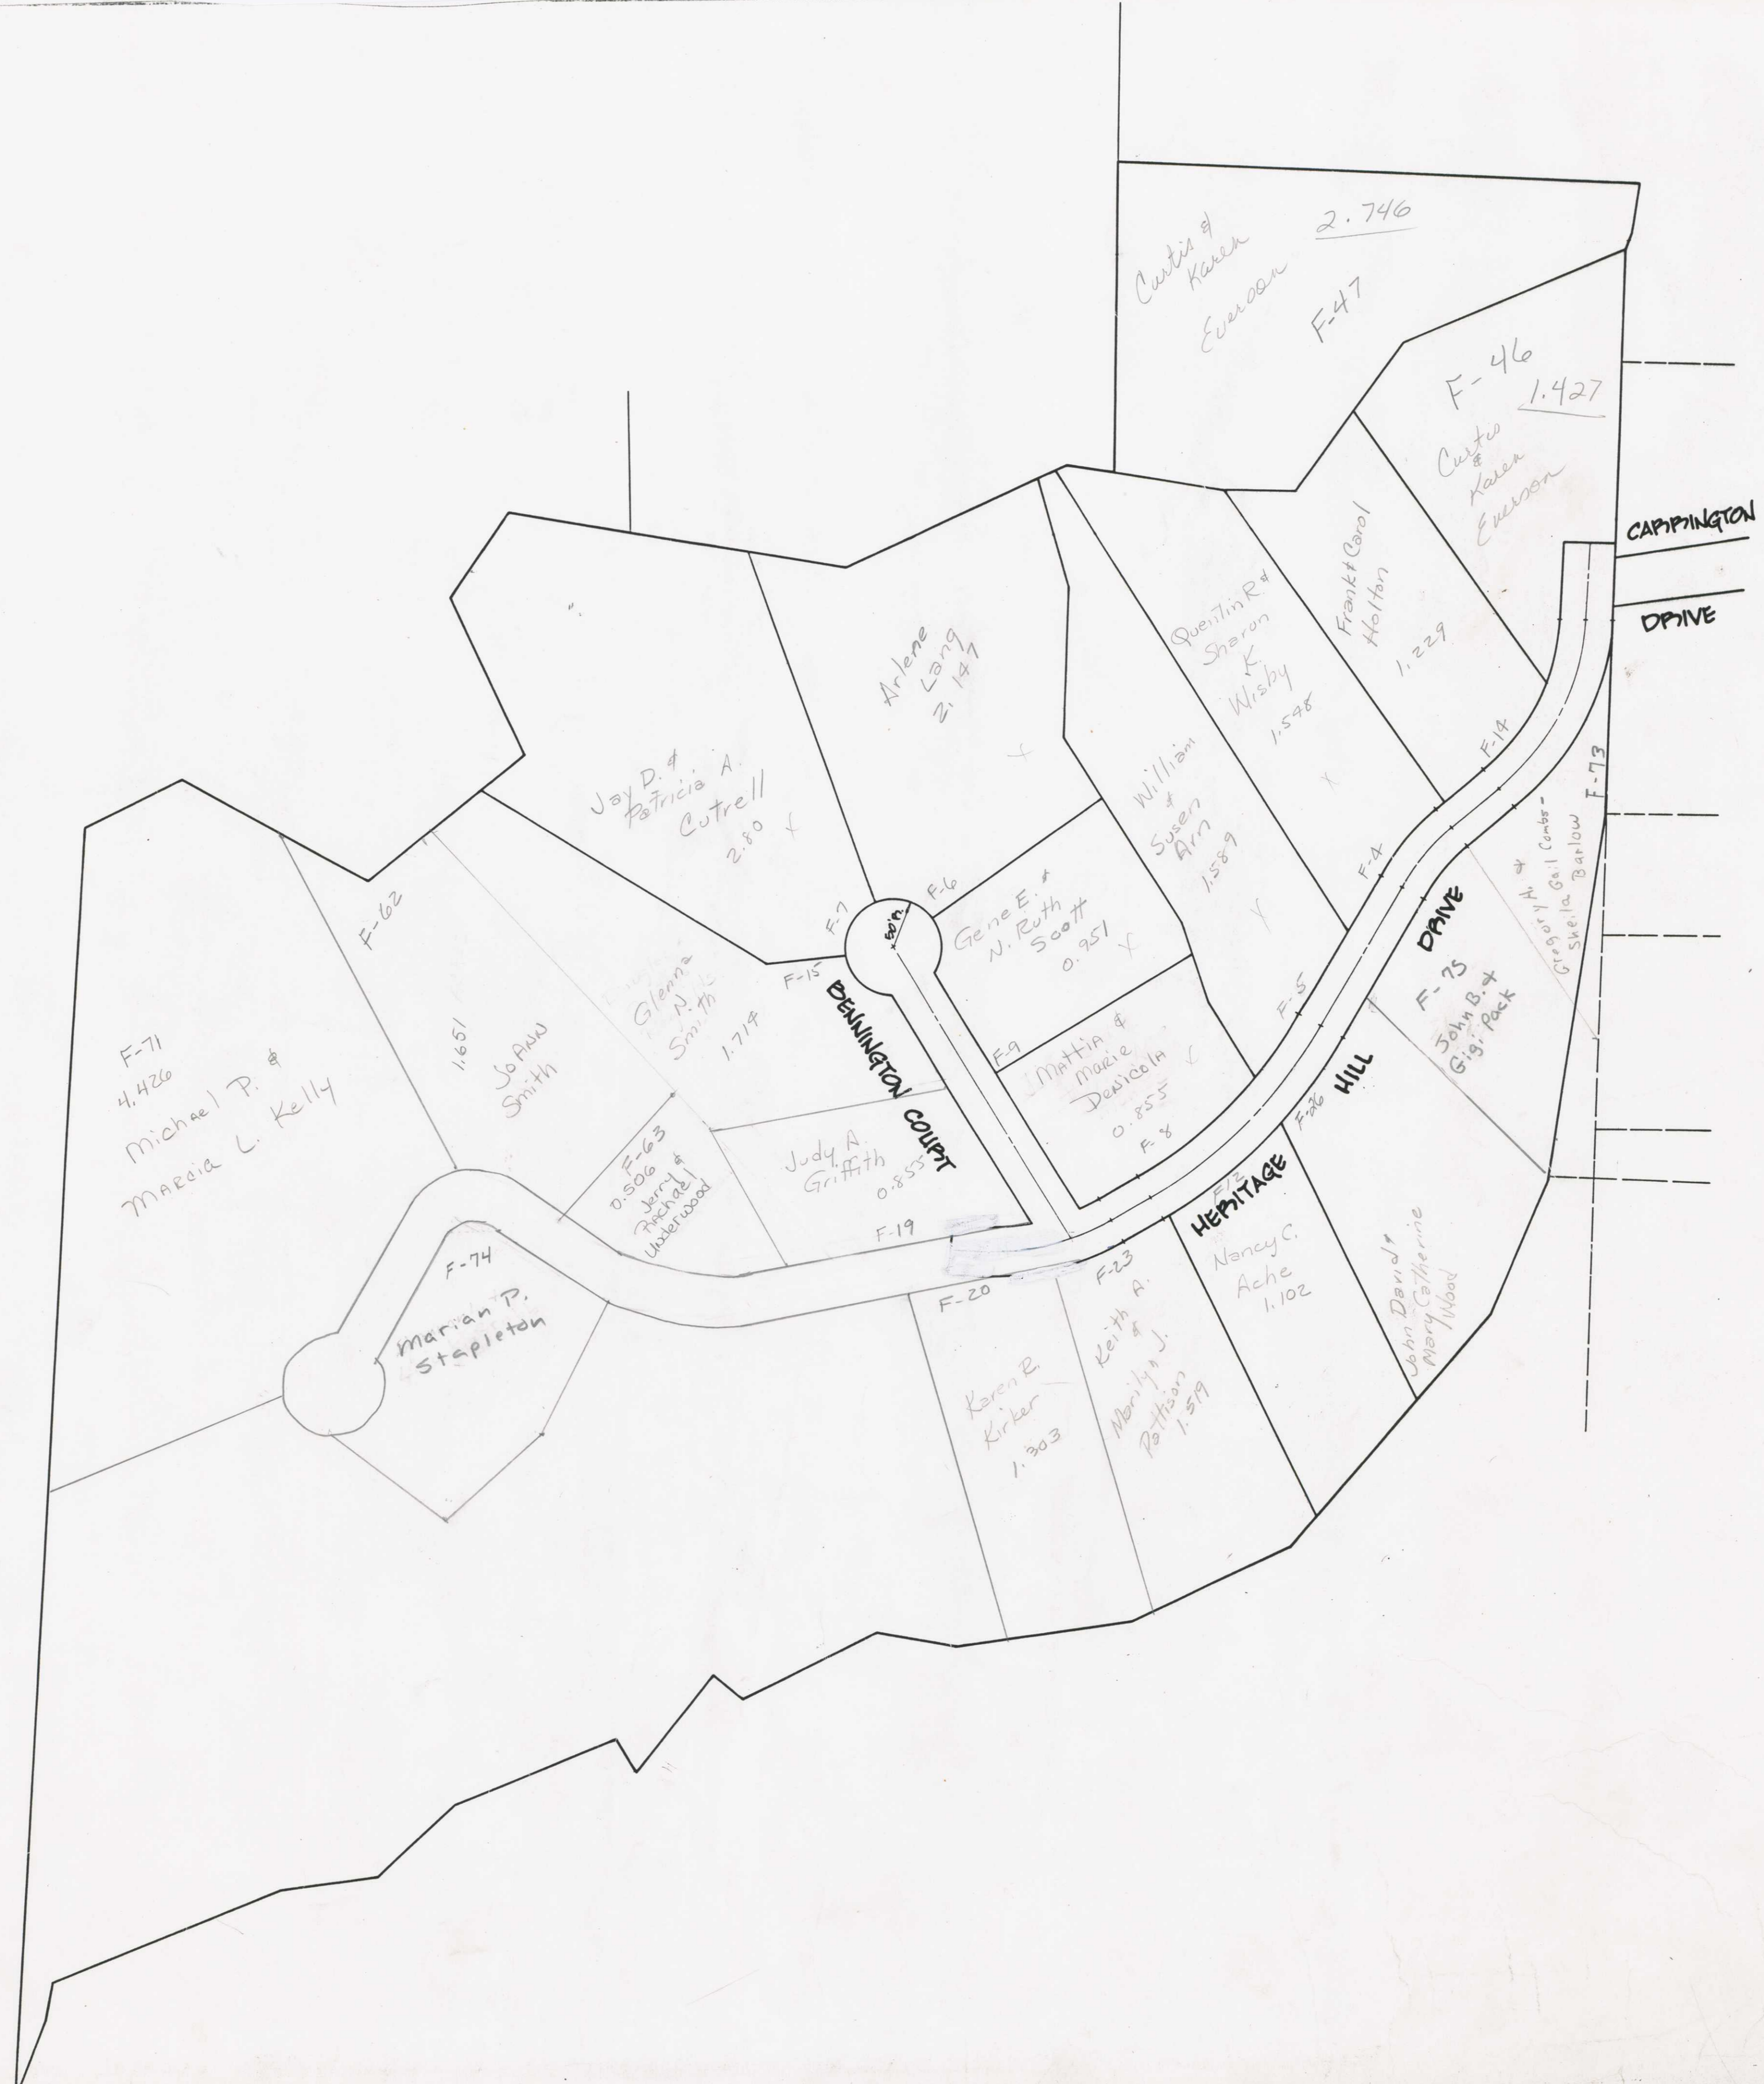 Curtis &
Karen
Everson
2.746
F-47
F-46
1.427
Curtis
&
Karen
Everson
CARRINGTON
DRIVE
Frank & Carol
Holton
1.229
F-14
Quentin R &
Sharon
K.
Wisby
1.548
F-4
William
&
Susen
Arn
1.589
F-5
Arlene
Lang
2.147
F-6
Jay D. &
Patricia A.
Cutrell
2.80
F-7
50'R.
Gene E. &
N. Ruth
Scott
0.951
F-9
Mattia &
Marie
Denicola
0.855
F-8
F-73
Gregory A. &
Sheila Gail Combs-
Barlow
F-75
John B. &
Gigi Pack
HERITAGE HILL DRIVE
F-26
John David &
Mary Catherine
Wood
F-12
Nancy C.
Ache
1.102
F-23
Keith A.
&
Marilyn J.
Pattison
1.519
F-20
Karen R.
Kirker
1.303
BENNINGTON COURT
F-15
Glenna
N.
Smith
1.714
Judy A.
Griffith
0.855
F-19
F-63
0.506
Jerry &
Rachael
Underwood
F-62
1.651
JoAnn
Smith
F-71
4.426
Michael P. &
Marcia L. Kelly
F-74
Marian P.
Stapleton